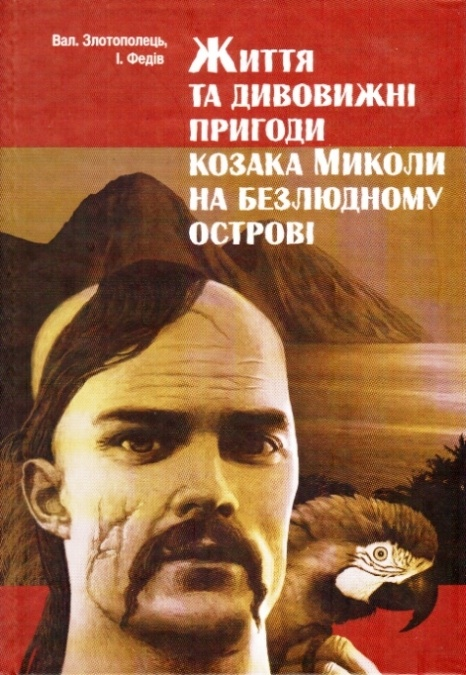 Вал. Злотополець,
І. Федів
Життя
та дивовижні
пригоди
козака Миколи
на безлюдному
острові